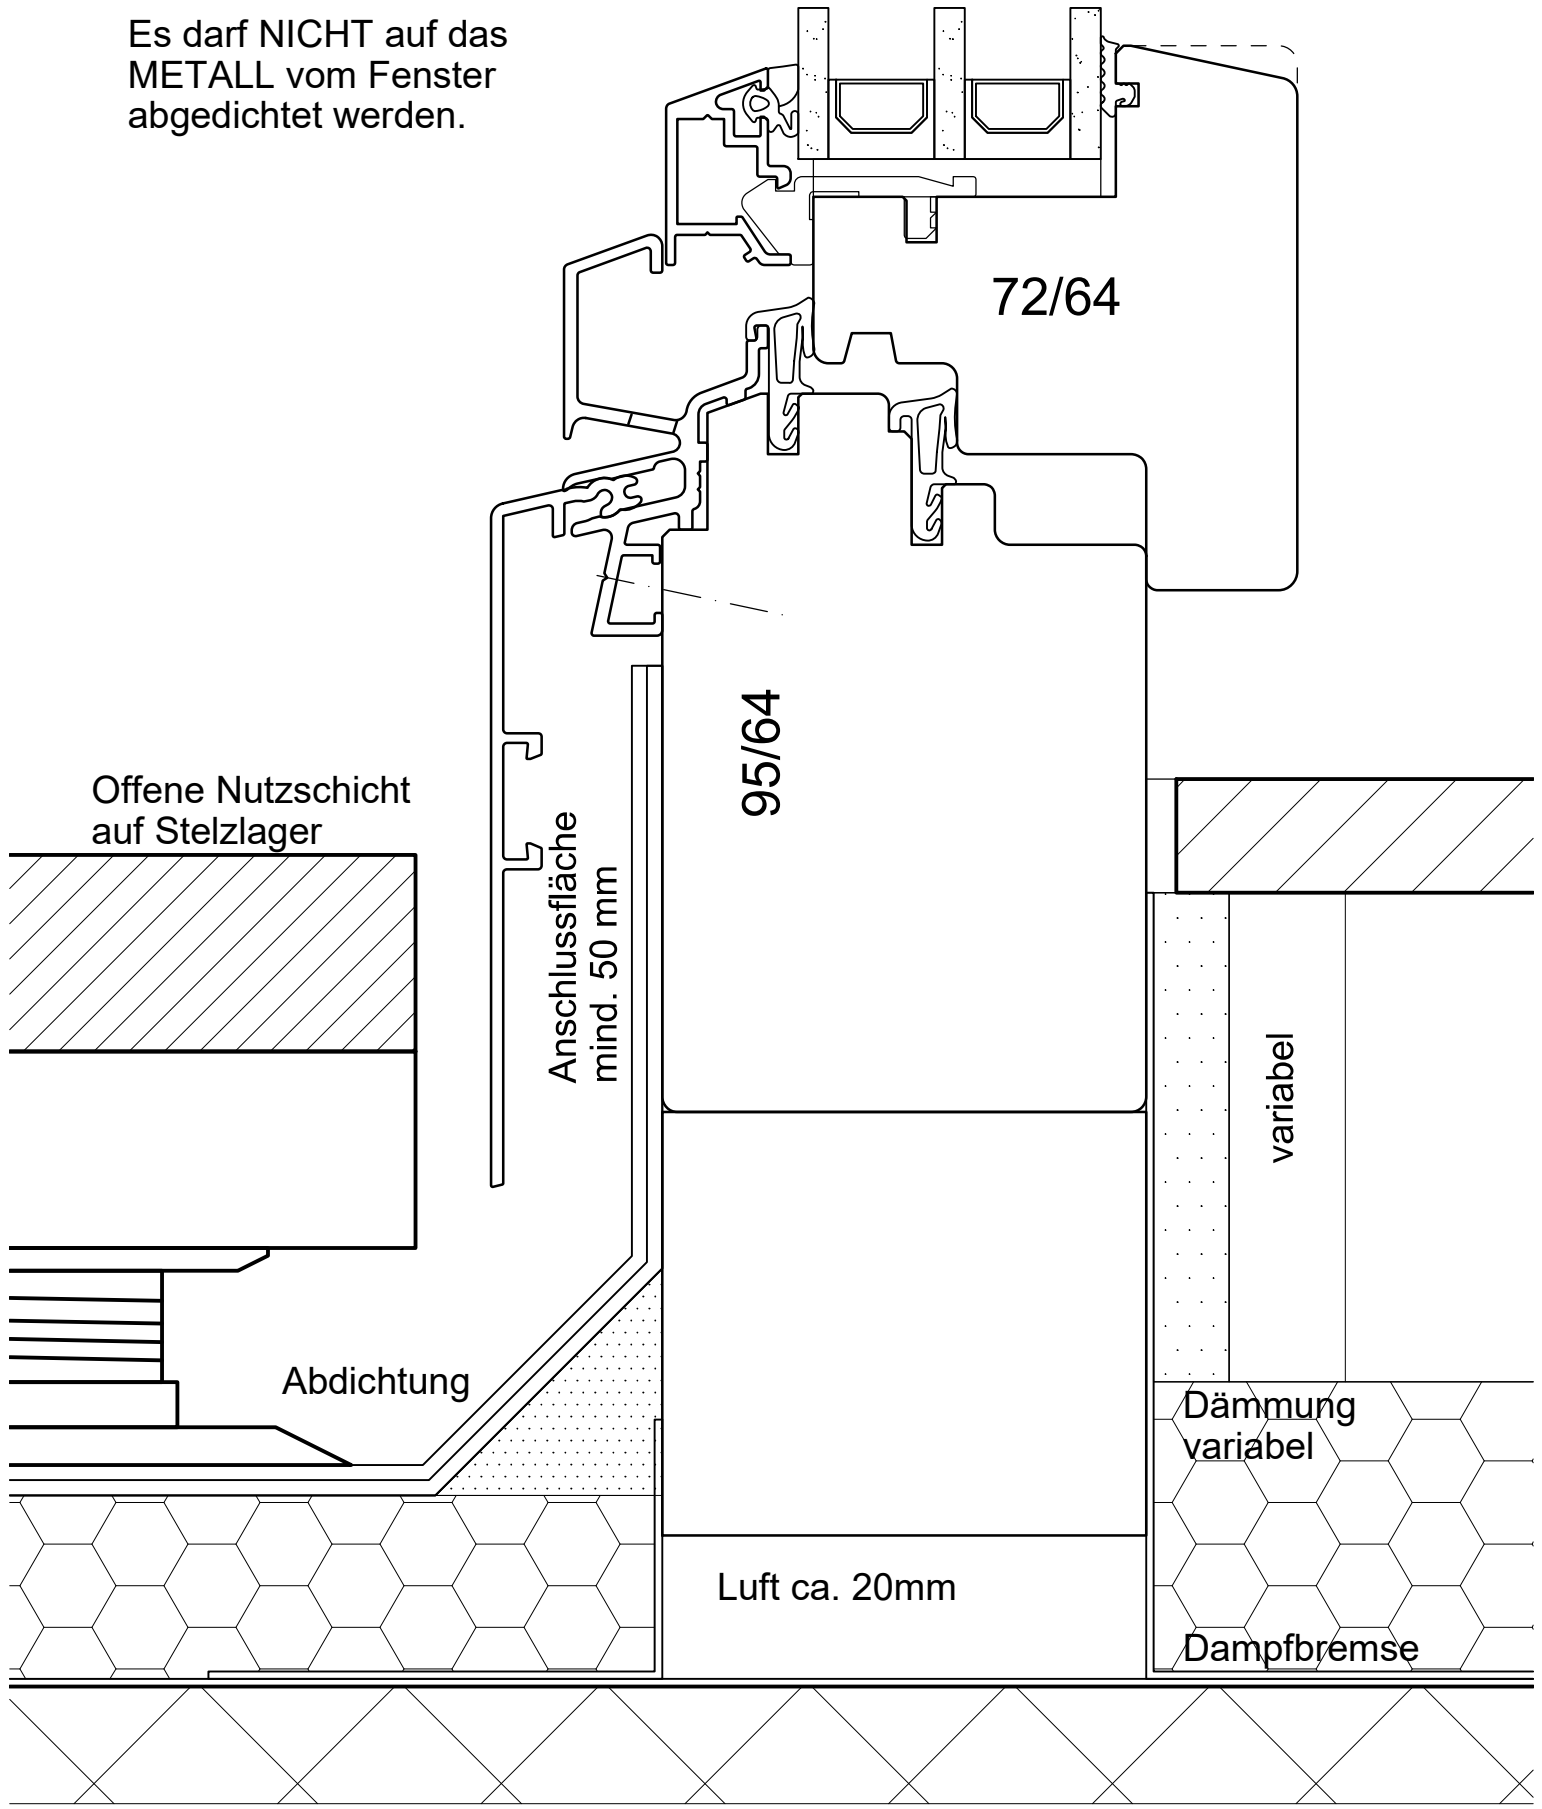 Es darf NICHT auf das
METALL vom Fenster
abgedichtet werden.
72/64
95/64
Offene Nutzschicht
auf Stelzlager
Anschlussfläche
mind. 50 mm
variabel
Abdichtung
Dämmung
variabel
Luft ca. 20mm
Dampfbremse